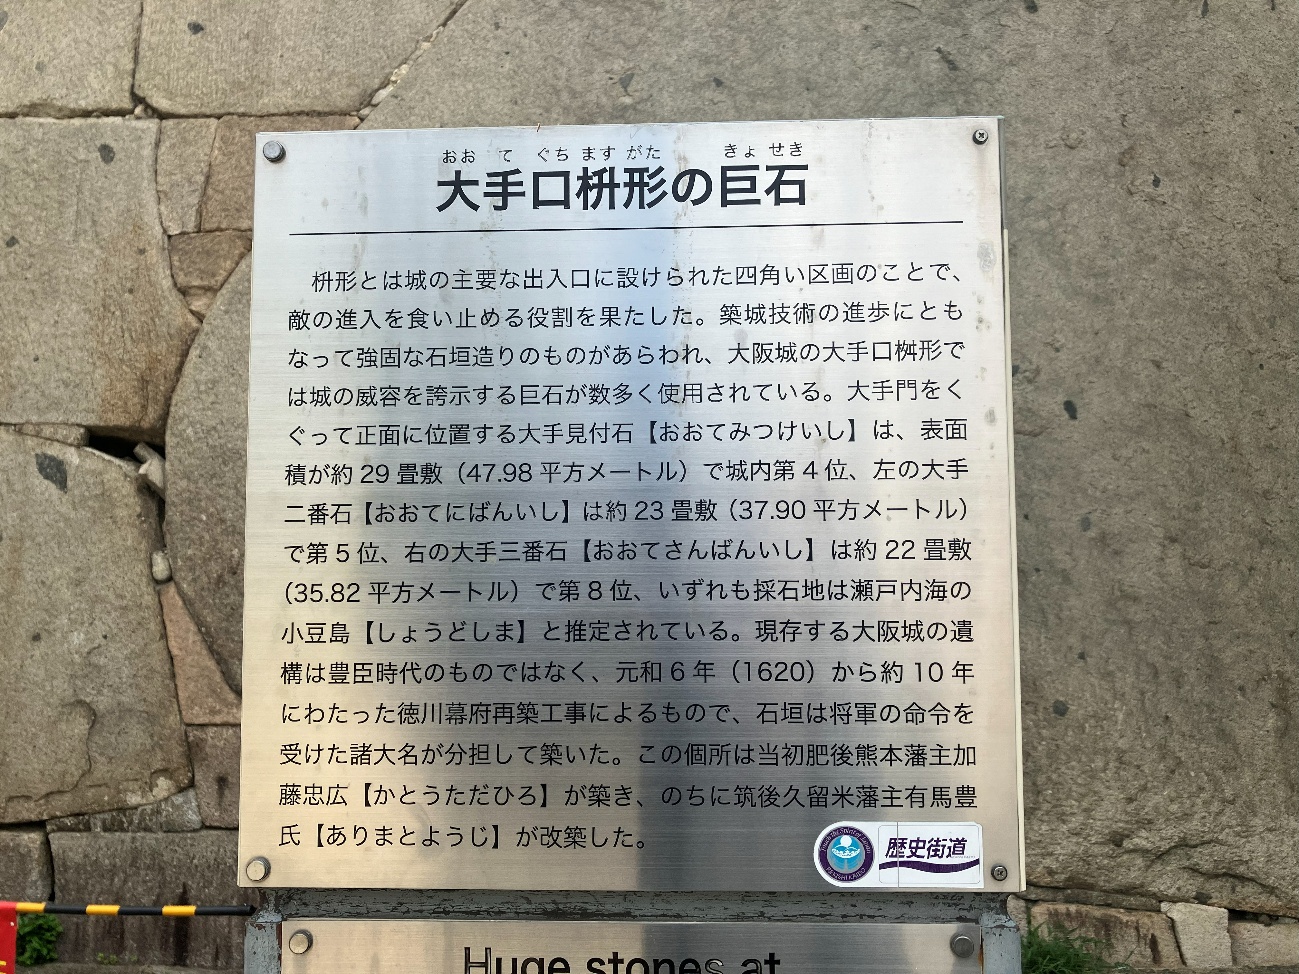 おおてぐちますがた きょせき
大手口枡形の巨石
枡形とは城の主要な出入口に設けられた四角い区画のことで、
敵の進入を食い止める役割を果たした。築城技術の進歩にとも
なって強固な石垣造りのものがあらわれ、大阪城の大手口桝形で
は城の威容を誇示する巨石が数多く使用されている。大手門をく
ぐって正面に位置する大手見付石【おおてみつけいし】は、表面
積が約29畳敷（47.98平方メートル）で城内第4位、左の大手
二番石【おおてにばんいし】は約23畳敷（37.90平方メートル）
で第5位、右の大手三番石【おおてさんばんいし】は約22畳敷
（35.82平方メートル）で第8位、いずれも採石地は瀬戸内海の
小豆島【しょうどしま】と推定されている。現存する大阪城の遺
構は豊臣時代のものではなく、元和6年（1620）から約10年
にわたった徳川幕府再築工事によるもので、石垣は将軍の命令を
受けた諸大名が分担して築いた。この個所は当初肥後熊本藩主加
藤忠広【かとうただひろ】が築き、のちに筑後久留米藩主有馬豊
氏【ありまとようじ】が改築した。
歴史街道
Huge stones at